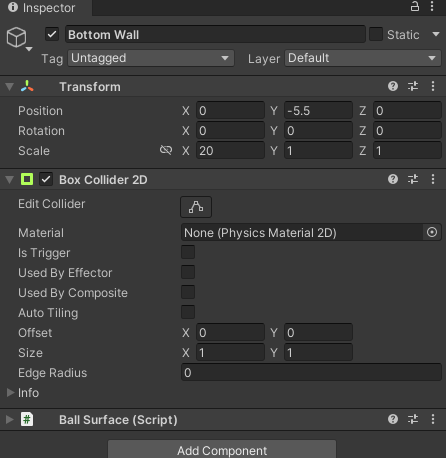 Inspector
Bottom Wall Static
Tag Untagged Layer Default
Transform
Position X 0 Y -5.5 Z 0
Rotation X 0 Y 0 Z 0
Scale X 20 Y 1 Z 1
Box Collider 2D
Edit Collider
Material None (Physics Material 2D)
Is Trigger
Used By Effector
Used By Composite
Auto Tiling
Offset X 0 Y 0
Size X 1 Y 1
Edge Radius 0
Info
# Ball Surface (Script)
Add Component